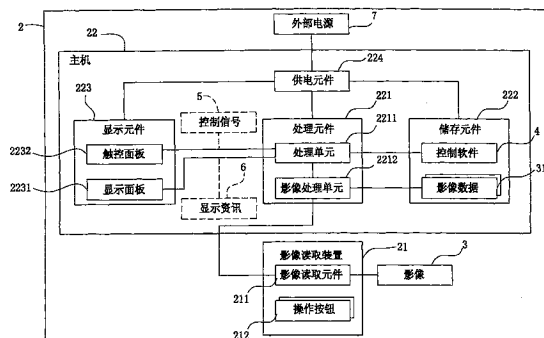 2
外部电源
7
22
主机
供电元件
224
223
显示元件
触控面板
2232
显示面板
2231
5
控制信号
6
显示资讯
221
处理元件
2211
处理单元
2212
影像处理单元
222
储存元件
4
控制软件
31
影像数据
21
影像读取装置
影像读取元件
211
操作按钮
212
3
影像